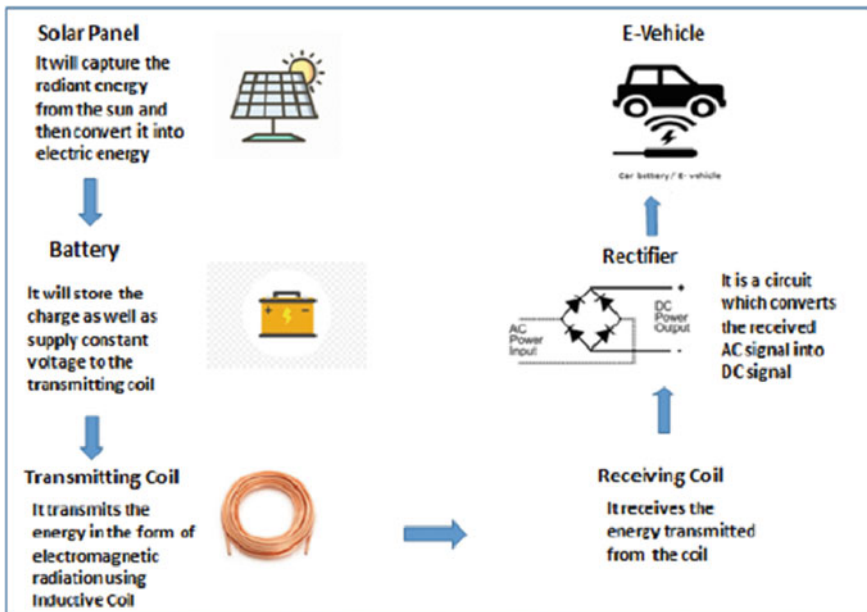 Solar Panel
It will capture the
radiant energy
from the sun and
then convert it into
electric energy
Battery
It will store the
charge as well as
supply constant
voltage to the
transmitting coil
Transmitting Coil
It transmits the
energy in the form of
electromagnetic
radiation using
Inductive Coil
Receiving Coil
It receives the
energy transmitted
from the coil
Rectifier
AC
Power
Input
+
DC
Power
Output
-
It is a circuit
which converts
the received
AC signal into
DC signal
E-Vehicle
Car battery / E- vehicle